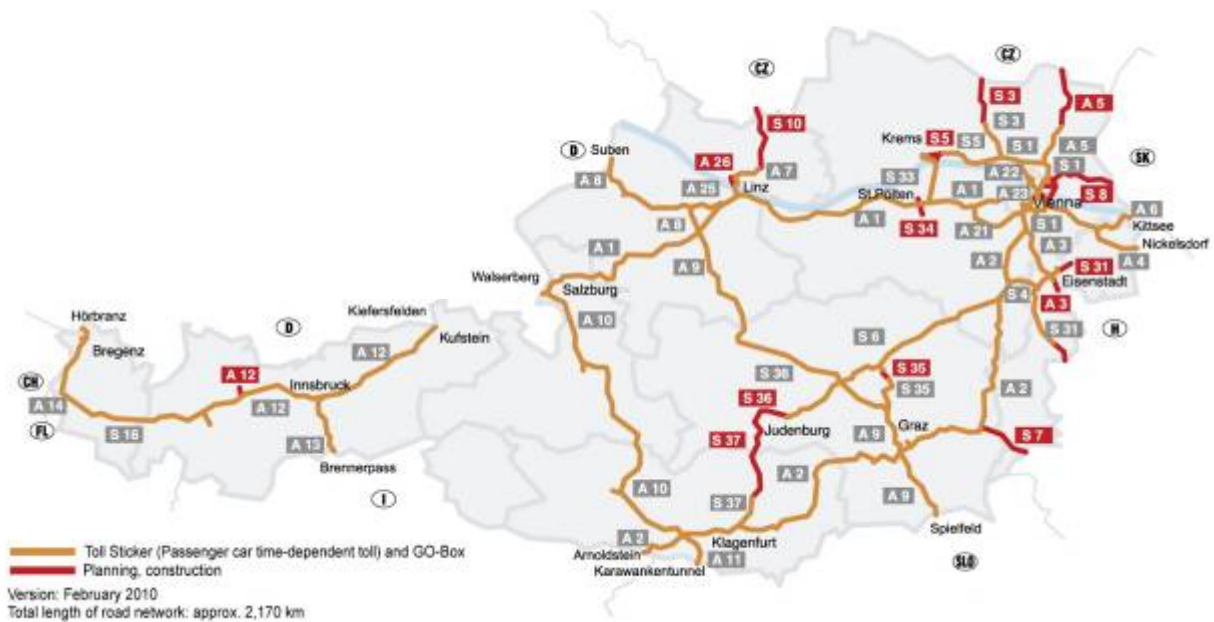 CZ
CZ
S 3
A 5
S 10
S 3
Krems
S 5
S 5
S 1
A 5
D
Suben
A 26
A 7
S 1
SK
A 8
A 25
Linz
S 33
A 22
St.Pölten
A 1
A 23
Vienna
S 8
A 6
A 8
A 1
S 34
A 21
S 1
Kittsee
A 1
A 3
Nickelsdorf
A 9
A 2
A 4
S 31
Walserberg
Salzburg
Eisenstadt
S 4
A 3
A 10
Hörbranz
Kiefersfelden
D
S 6
S 31
H
Bregenz
A 12
Kufstein
CH
A 12
Innsbruck
S 36
S 35
S 35
A 2
A 14
A 12
S 36
FL
S 16
Judenburg
Graz
A 13
S 37
A 9
S 7
Brennerpass
A 2
I
A 10
S 37
A 9
Spielfeld
A 2
Klagenfurt
Arnoldstein
A 11
Karawankentunnel
SLO
Toll Sticker (Passenger car time-dependent toll) and GO-Box
Planning, construction
Version: February 2010
Total length of road network: approx. 2,170 km